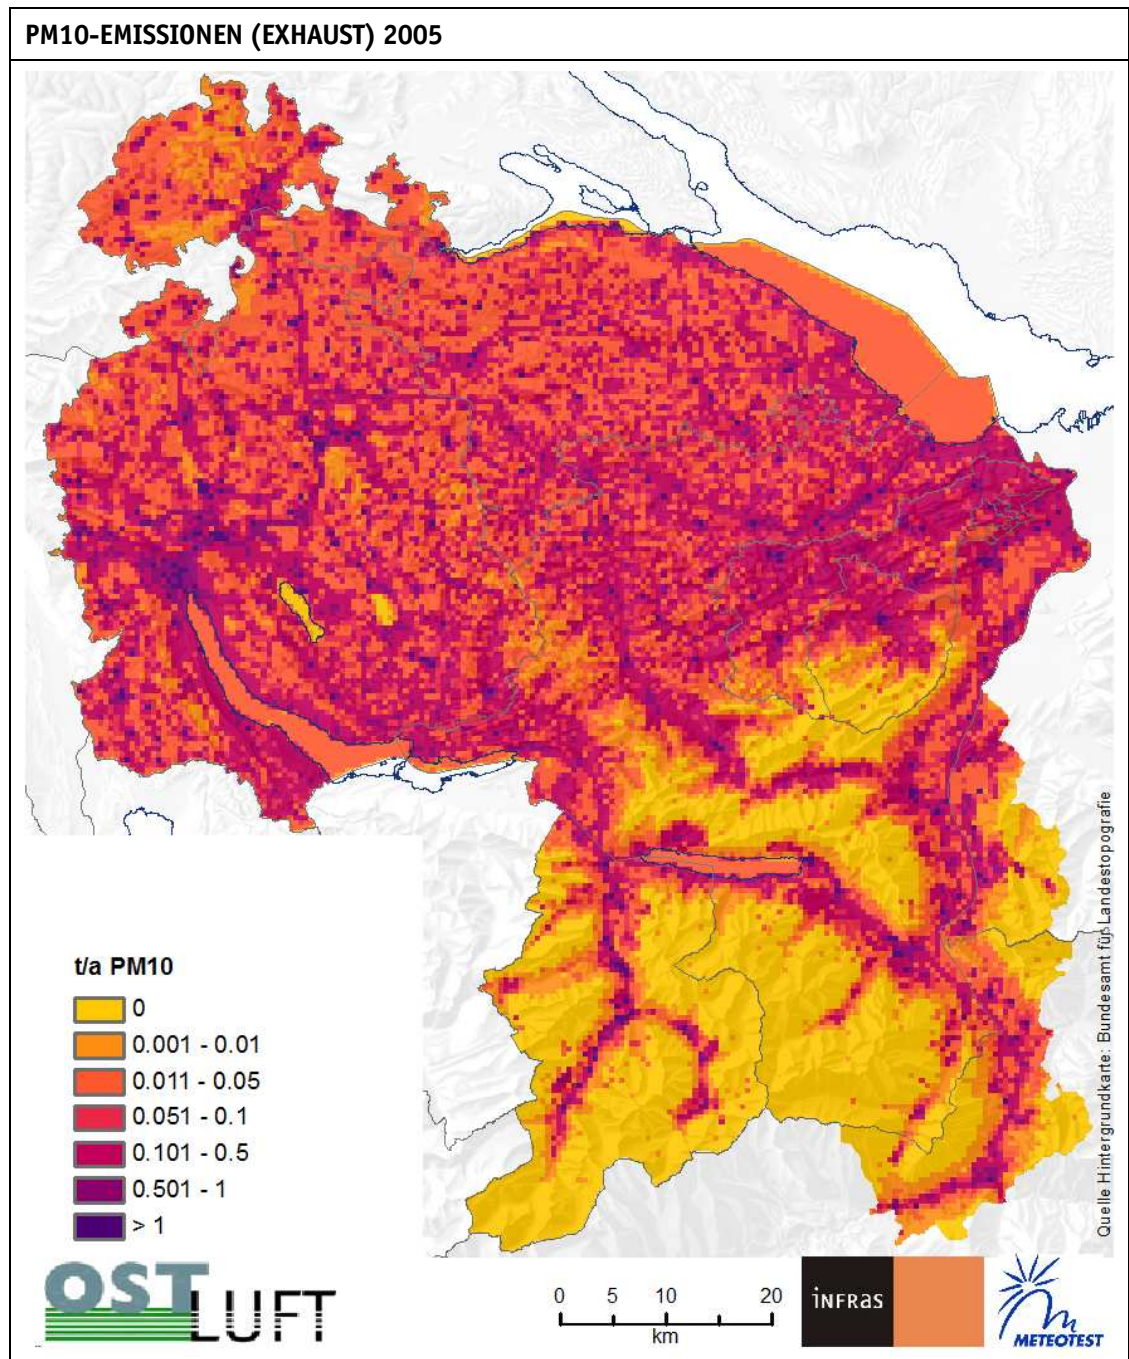 PM10-EMISSIONEN (EXHAUST) 2005
Quelle Hintergrundkarte: Bundesamt für Landestopografie
t/a PM10
0
0.001 - 0.01
0.011 - 0.05
0.051 - 0.1
0.101 - 0.5
0.501 - 1
> 1
OSTLUFT
0 5 10 20
km
iNFRAS
METEOTEST